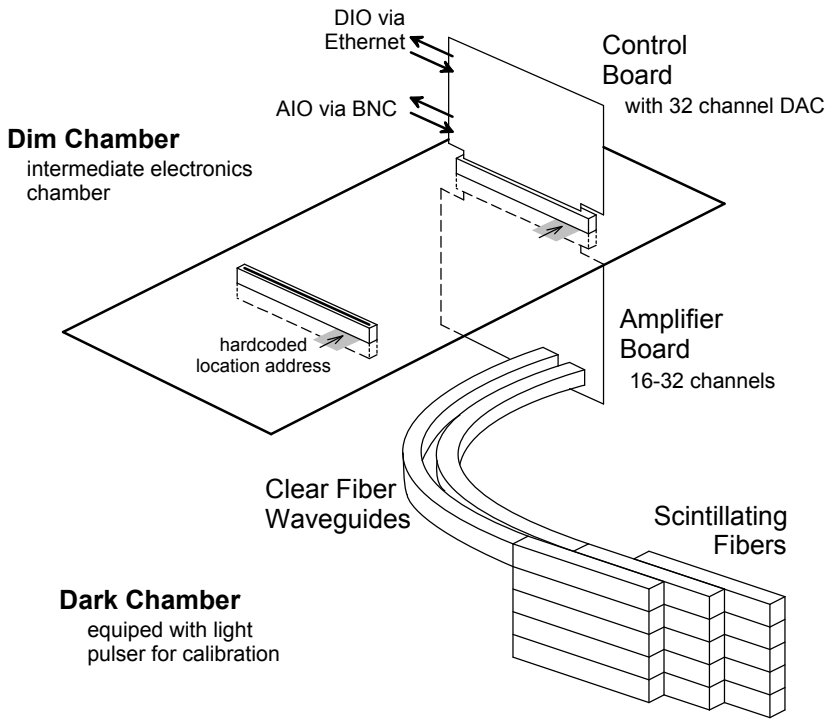 DIO via
Ethernet
Control
Board
with 32 channel DAC
AIO via BNC
Dim Chamber
intermediate electronics
chamber
hardcoded
location address
Amplifier
Board
16-32 channels
Clear Fiber
Waveguides
Scintillating
Fibers
Dark Chamber
equiped with light
pulser for calibration